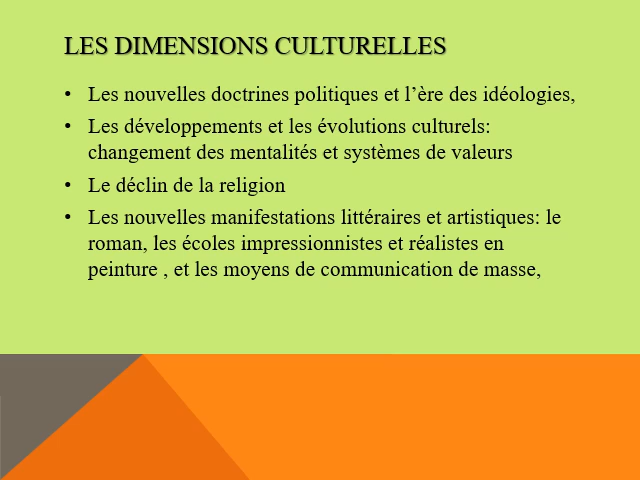 LES DIMENSIONS CULTURELLES
• Les nouvelles doctrines politiques et l’ère des idéologies,
• Les développements et les évolutions culturels:
changement des mentalités et systèmes de valeurs
• Le déclin de la religion
• Les nouvelles manifestations littéraires et artistiques: le
roman, les écoles impressionnistes et réalistes en
peinture , et les moyens de communication de masse,